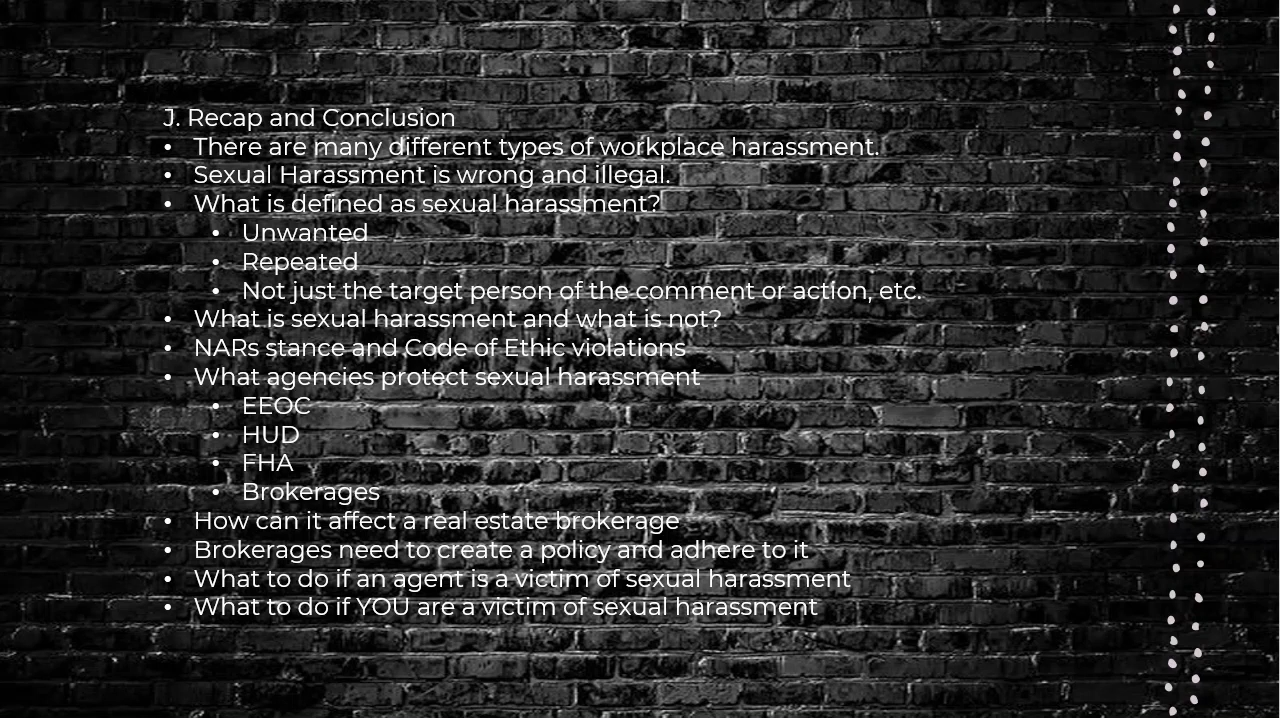 J. Recap and Conclusion
• There are many different types of workplace harassment.
• Sexual Harassment is wrong and illegal.
• What is defined as sexual harassment?
• Unwanted
• Repeated
• Not just the target person of the comment or action, etc.
• What is sexual harassment and what is not?
• NARs stance and Code of Ethic violations
• What agencies protect sexual harassment
• EEOC
• HUD
• FHA
• Brokerages
• How can it affect a real estate brokerage
• Brokerages need to create a policy and adhere to it
• What to do if an agent is a victim of sexual harassment
• What to do if YOU are a victim of sexual harassment